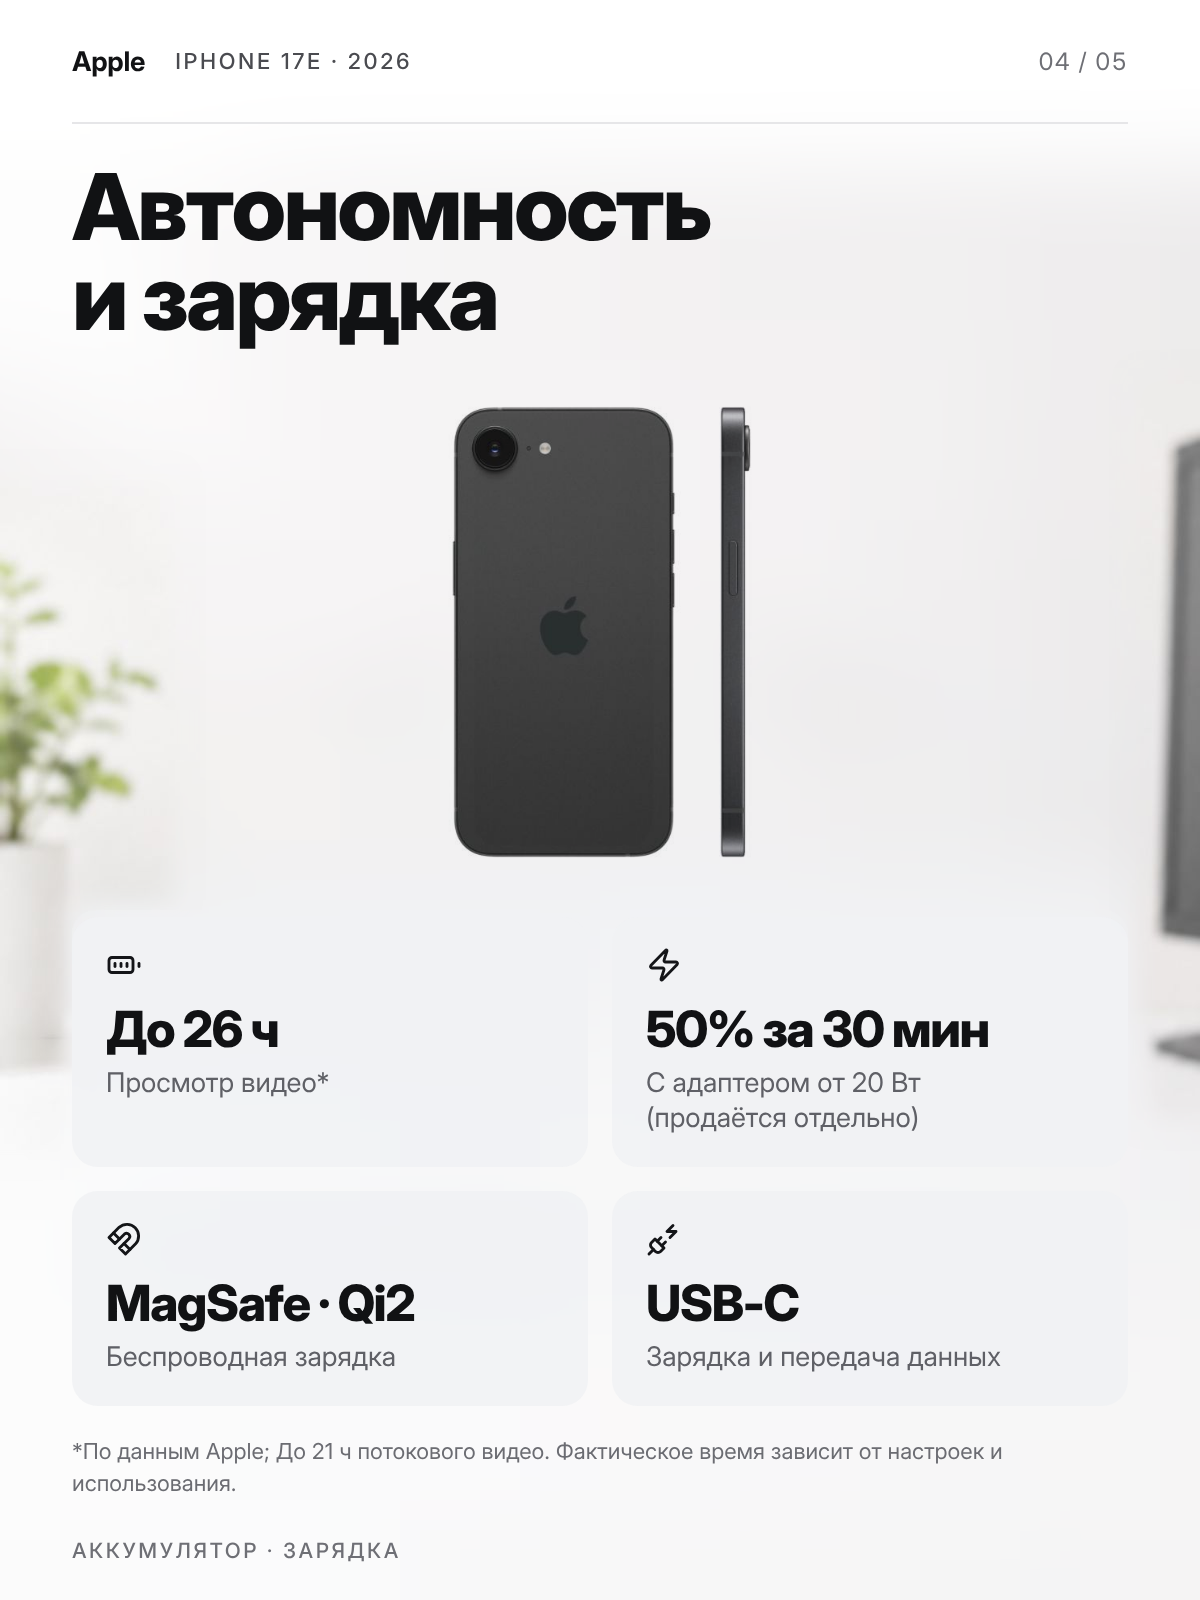 Apple IPHONE 17E · 2026
04 / 05
Автономность
и зарядка
До 26 ч
Просмотр видео*
50% за 30 мин
С адаптером от 20 Вт
(продаётся отдельно)
MagSafe · Qi2
Беспроводная зарядка
USB-C
Зарядка и передача данных
*По данным Apple; До 21 ч потокового видео. Фактическое время зависит от настроек и
использования.
АККУМУЛЯТОР · ЗАРЯДКА